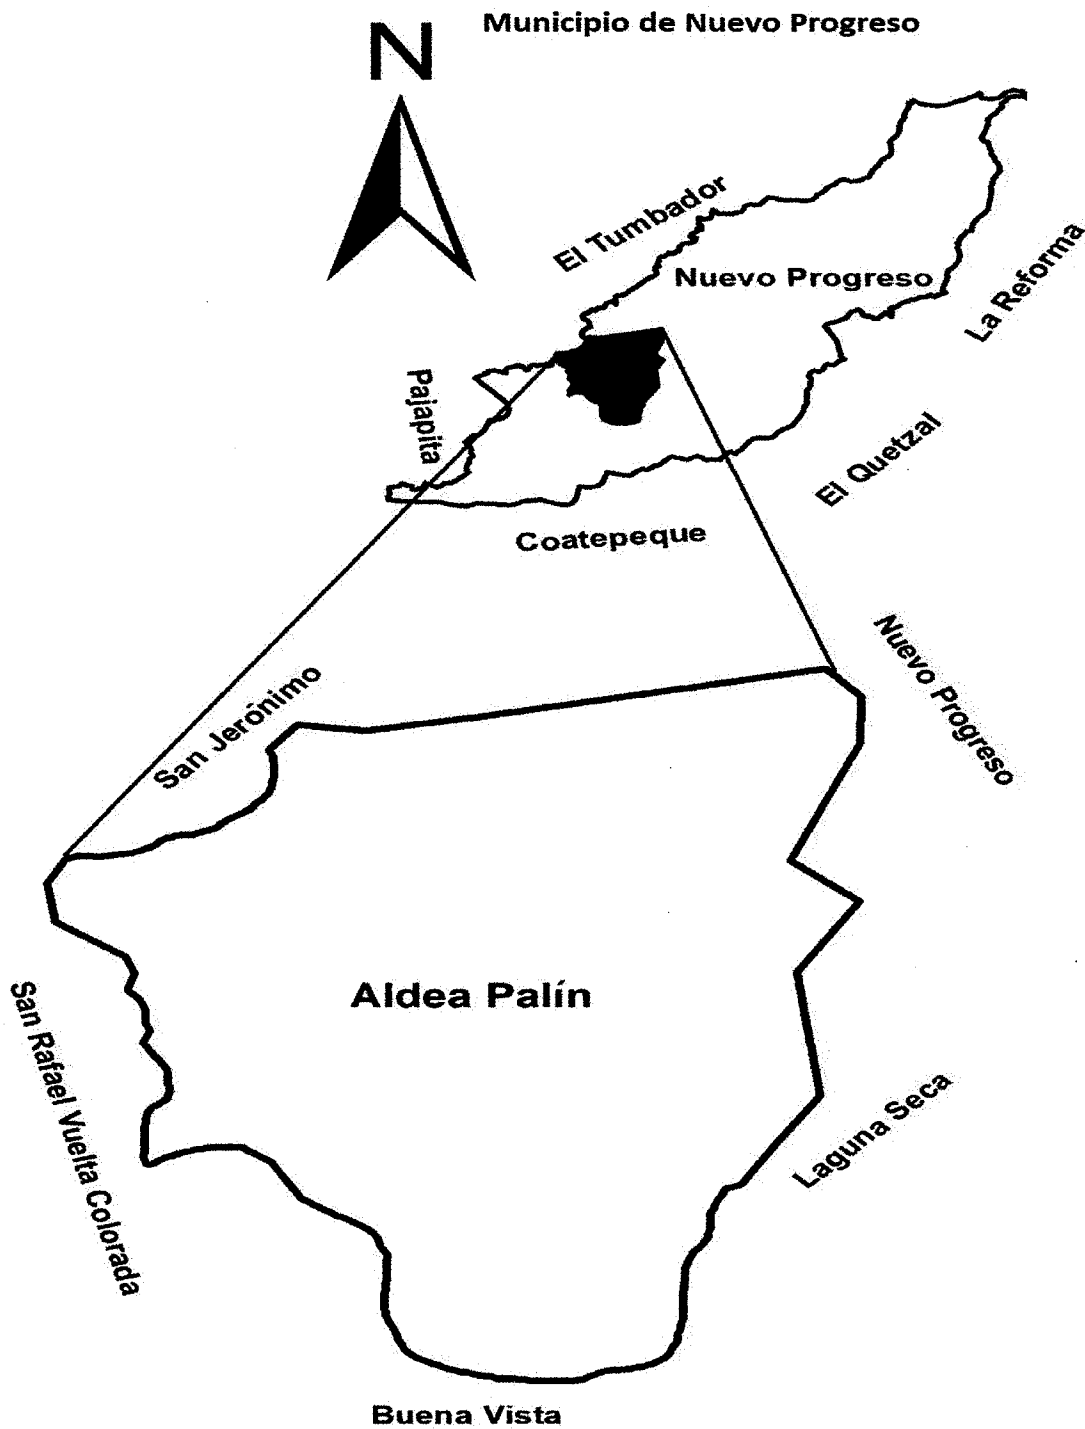 Municipio de Nuevo Progreso
N
El Tumbador
Nuevo Progreso
La Reforma
Pajapita
El Quetzal
Coatepeque
Nuevo Progreso
San Jerónimo
Aldea Palín
San Rafael Vuelta Colorada
Laguna Seca
Buena Vista